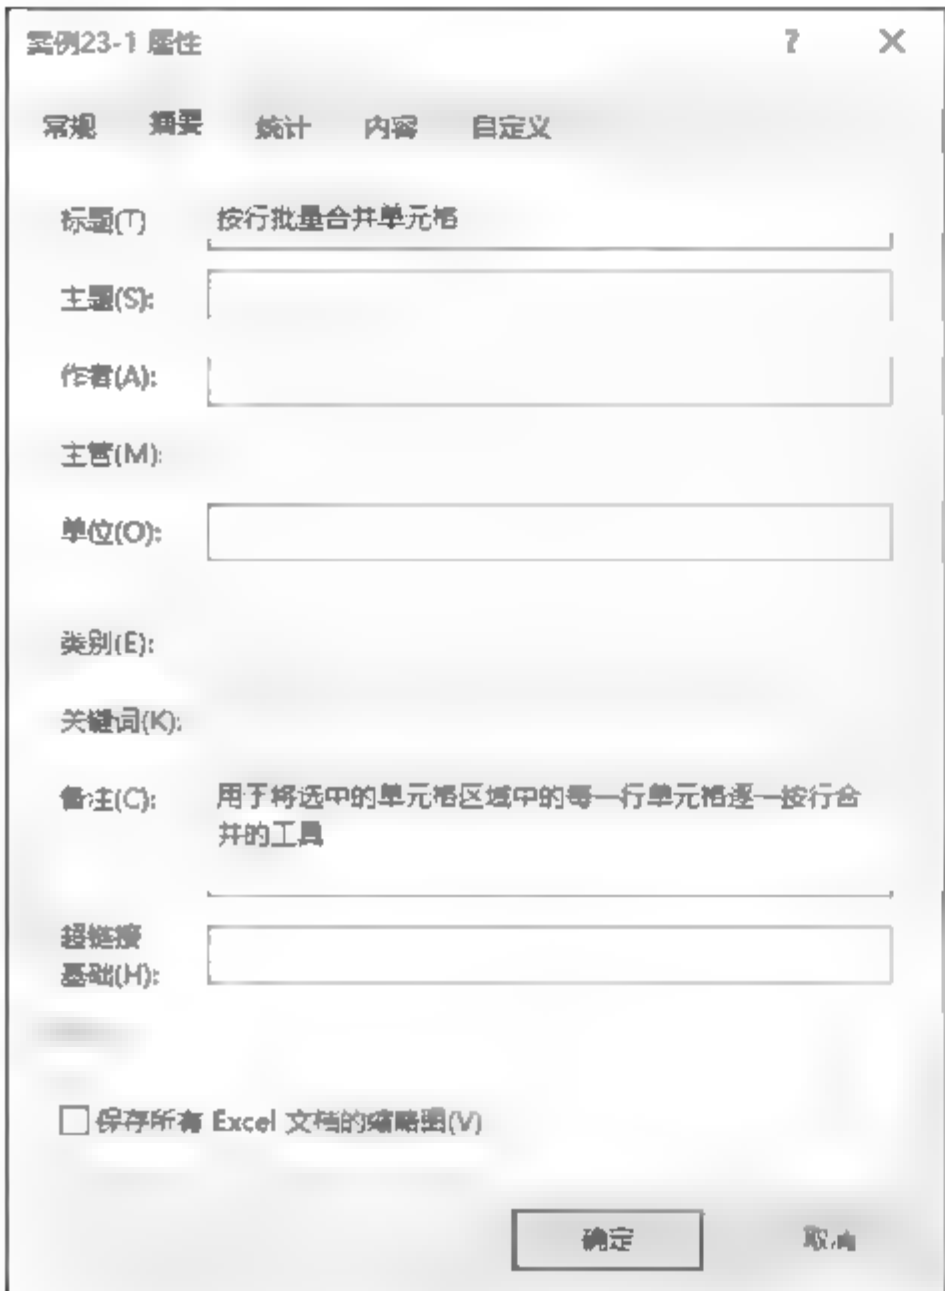 案例23-1 属性 ? ×
常规 摘要 统计 内容 自定义
标题(T) 按行批量合并单元格
主题(S):
作者(A):
主管(M):
单位(O):
类别(E):
关键词(K):
备注(C): 用于将选中的单元格区域中的每一行单元格逐一按行合
并的工具
超链接
基础(H):
保存所有 Excel 文档的缩略图(V)
确定 取消